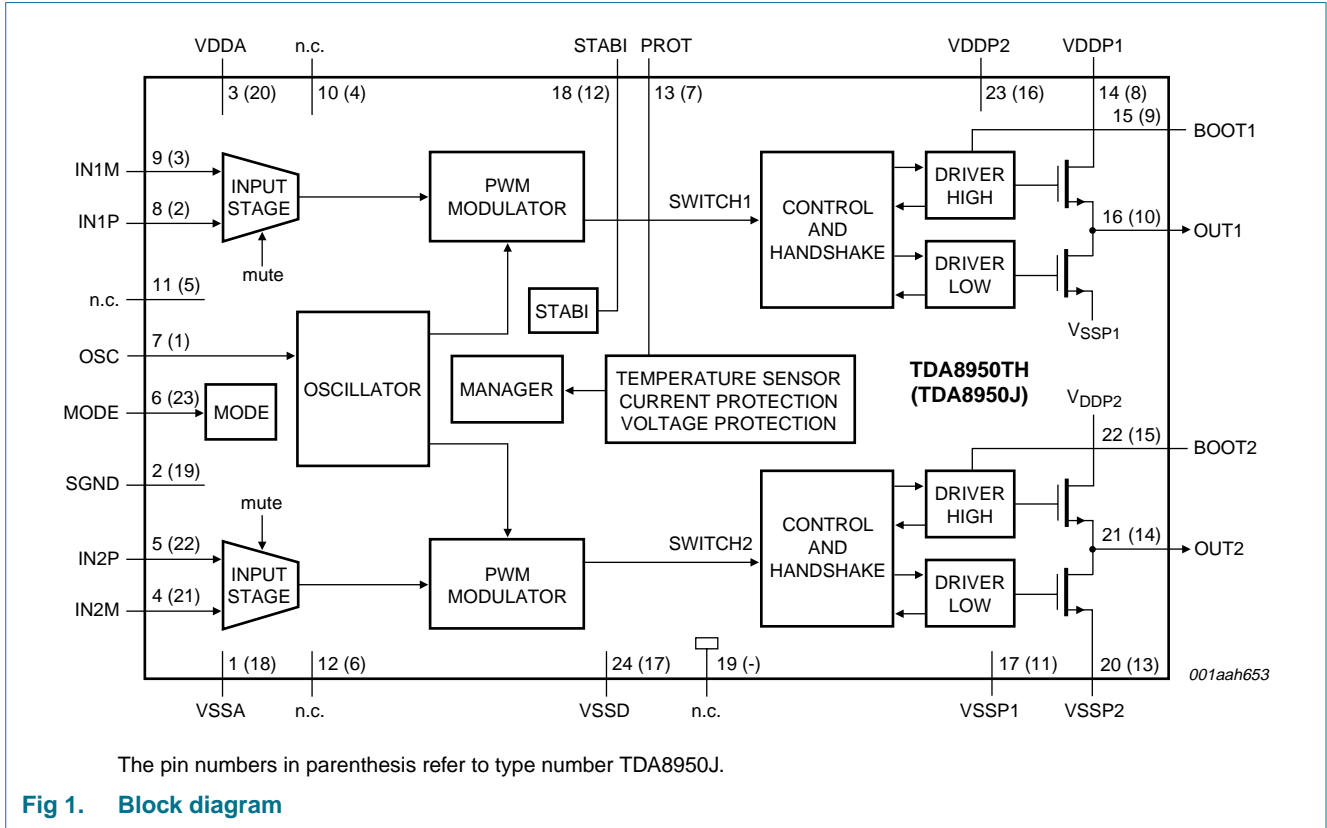 VDDA n.c. STABI PROT VDDP2 VDDP1
3 (20) 10 (4) 18 (12) 13 (7) 23 (16) 14 (8)
15 (9) BOOT1
IN1M 9 (3)
INPUT
STAGE
IN1P 8 (2)
mute
PWM
MODULATOR
SWITCH1
CONTROL
AND
HANDSHAKE
DRIVER
HIGH
16 (10) OUT1
DRIVER
LOW
VSSP1
n.c. 11 (5)
STABI
OSC 7 (1)
OSCILLATOR
MANAGER
TEMPERATURE SENSOR
CURRENT PROTECTION
VOLTAGE PROTECTION
TDA8950TH
(TDA8950J)
MODE 6 (23) MODE
VDDP2
22 (15) BOOT2
SGND 2 (19)
mute
IN2P 5 (22)
INPUT
STAGE
IN2M 4 (21)
PWM
MODULATOR
SWITCH2
CONTROL
AND
HANDSHAKE
DRIVER
HIGH
21 (14) OUT2
DRIVER
LOW
1 (18) 12 (6) 24 (17) 19 (-) 17 (11) 20 (13)
001aah653
VSSA n.c. VSSD n.c. VSSP1 VSSP2
The pin numbers in parenthesis refer to type number TDA8950J.
Fig 1. Block diagram